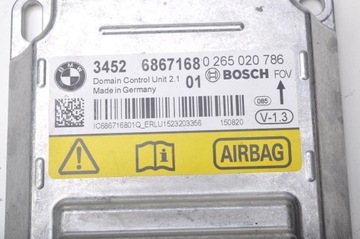 3452 6867168 0 265 020 786
Domain Control Unit 2.1 01 BOSCH FOV
Made in Germany
085
V-1.3
IC686716801Q_ERLU1523203356 150820
AIRBAG